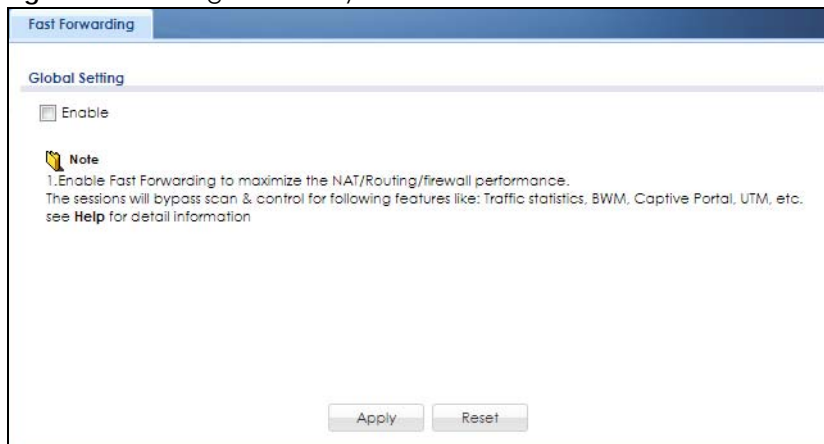 Fast Forwarding
Global Setting
Enable
Note
1.Enable Fast Forwarding to maximize the NAT/Routing/firewall performance.
The sessions will bypass scan & control for following features like: Traffic statistics, BWM, Captive Portal, UTM, etc.
see Help for detail information
Apply Reset